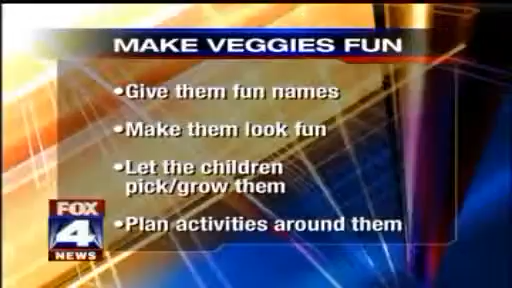 MAKE VEGGIES FUN
•Give them fun names
•Make them look fun
•Let the children
pick/grow them
•Plan activities around them
FOX
4
NEWS